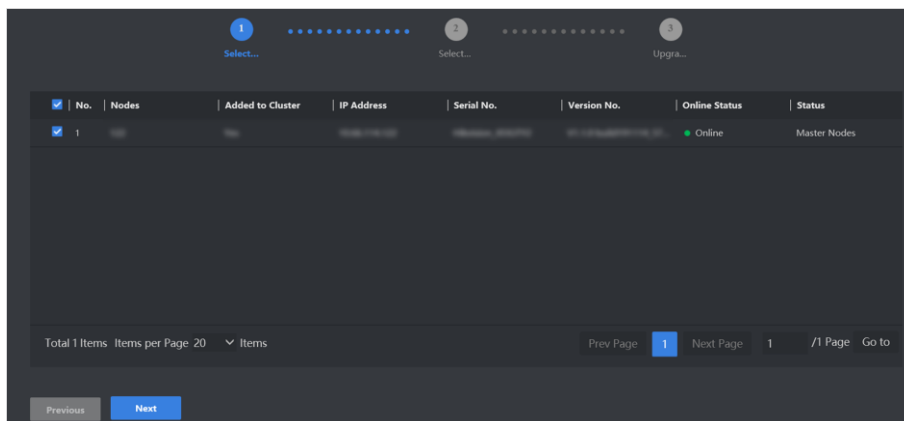 1 2 3
Select... Select... Upgra...
No. Nodes Added to Cluster IP Address Serial No. Version No. Online Status Status
1 Online Master Nodes
Total 1 Items Items per Page 20 Items Prev Page 1 Next Page 1 /1 Page Go to
Previous Next